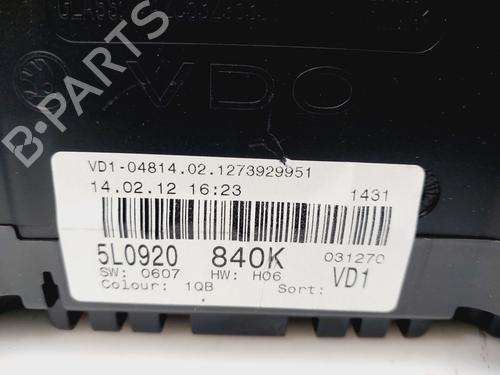 VDO
VD1-04814.02.1273929951
14.02.12 16:23 1431
5L0920 840K 031270
SW: 0607 HW: H06 VD1
Colour: 1QB Sort: